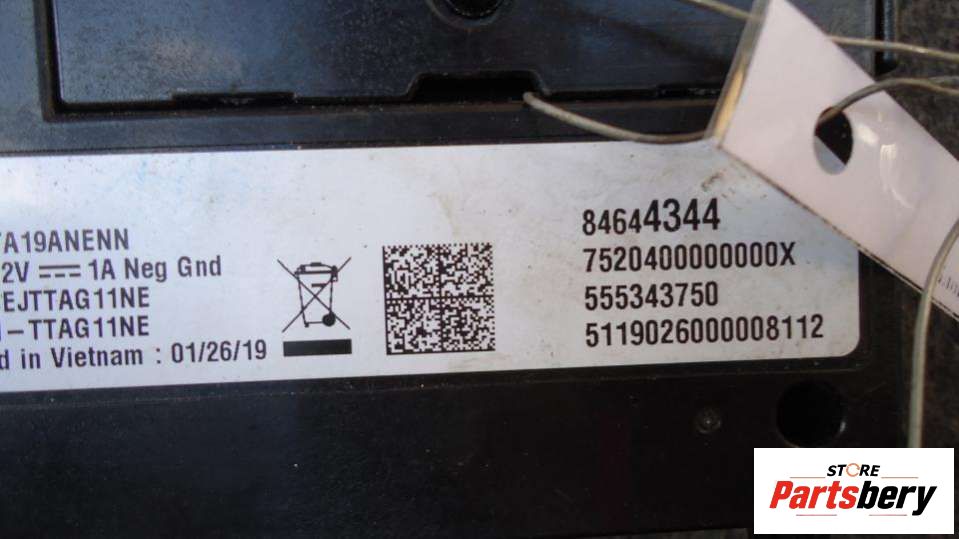 TA19ANENN
2V 1A Neg Gnd
EJTTAG11NE
-TTAG11NE
d in Vietnam : 01/26/19
84644344
7520400000000X
555343750
5119026000008112
STORE
Partsbery